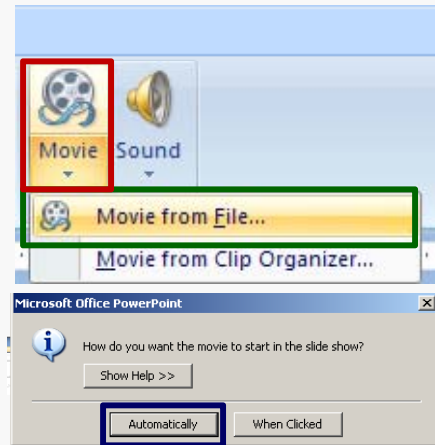 Movie Sound
Movie from File...
Movie from Clip Organizer...
Microsoft Office PowerPoint
How do you want the movie to start in the slide show?
Show Help >>
Automatically When Clicked